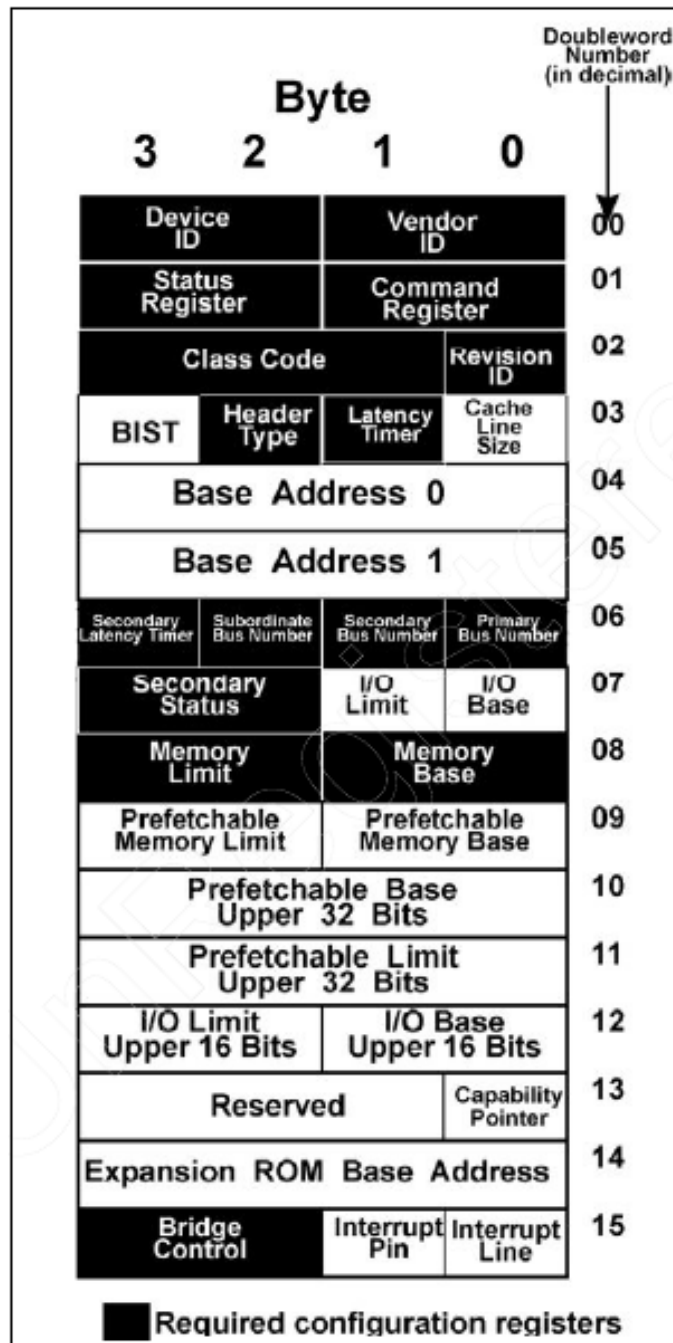 Doubleword
Number
(in decimal)
Byte
3 2 1 0
Device
ID
Vendor
ID
00
Status
Register
Command
Register
01
Class Code
Revision
ID
02
BIST
Header
Type
Latency
Timer
Cache
Line
Size
03
Base Address 0
04
Base Address 1
05
Secondary
Latency Timer
Subordinate
Bus Number
Secondary
Bus Number
Primary
Bus Number
06
Secondary
Status
I/O
Limit
I/O
Base
07
Memory
Limit
Memory
Base
08
Prefetchable
Memory Limit
Prefetchable
Memory Base
09
Prefetchable Base
Upper 32 Bits
10
Prefetchable Limit
Upper 32 Bits
11
I/O Limit
Upper 16 Bits
I/O Base
Upper 16 Bits
12
Reserved
Capability
Pointer
13
Expansion ROM Base Address
14
Bridge
Control
Interrupt
Pin
Interrupt
Line
15
Required configuration registers
UnRegistere